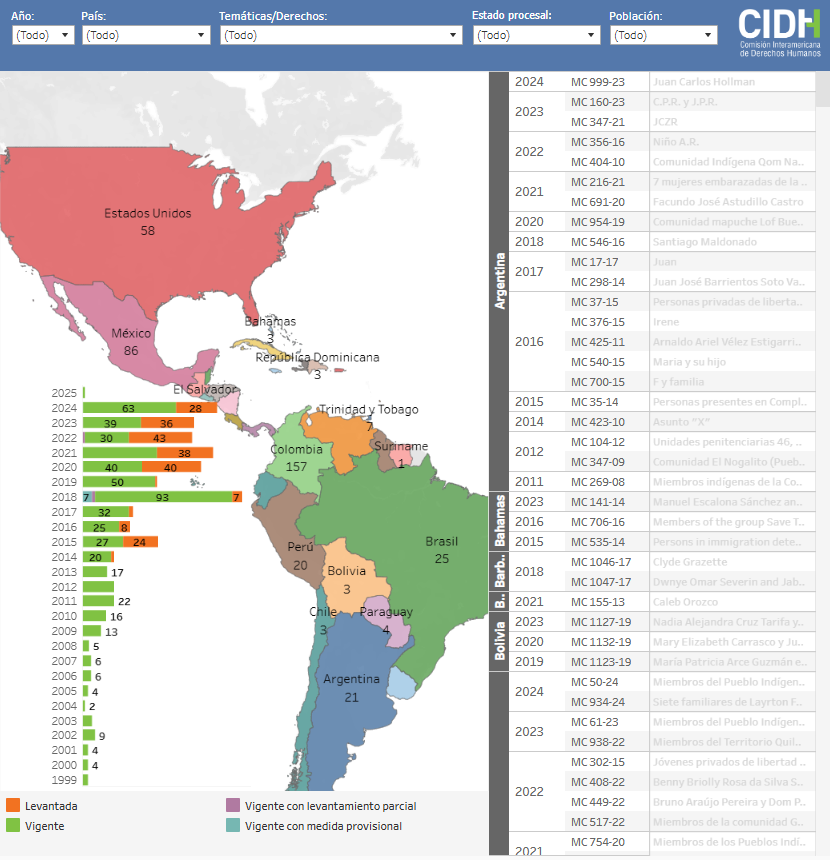 Año:
País:
Temáticas/Derechos:
Estado procesal:
Población:
(Todo)
(Todo)
(Todo)
(Todo)
(Todo)
CIDH
Comisión Interamericana
de Derechos Humanos
Estados Unidos
58
México
86
Bahamas
3
República Dominicana
3
El Salvador
Trinidad y Tobago
7
Suriname
1
Colombia
157
Brasil
25
Perú
20
Bolivia
3
Chile
3
Paraguay
4
Argentina
21
2025
2024 63 28
2023 39 36
2022 30 43
2021 38
2020 40 40
2019 50
2018 7 93 7
2017 32
2016 25 8
2015 27 24
2014 20
2013 17
2012
2011 22
2010 16
2009 13
2008 5
2007 6
2006 6
2005 4
2004 2
2003
2002 9
2001 4
2000 4
1999
Levantada
Vigente
Vigente con levantamiento parcial
Vigente con medida provisional
Argentina
2024 MC 999-23 Juan Carlos Hollman
2023 MC 160-23 C.P.R. y J.P.R.
MC 347-21 JCZR
2022 MC 356-16 Niño A.R.
MC 404-10 Comunidad Indígena Qom Na..
2021 MC 216-21 7 mujeres embarazadas de la ..
MC 691-20 Facundo José Astudillo Castro
2020 MC 954-19 Comunidad mapuche Lof Bue..
2018 MC 546-16 Santiago Maldonado
2017 MC 17-17 Juan
MC 298-14 Juan José Barrientos Soto Va..
2016 MC 37-15 Personas privadas de liberta..
MC 376-15 Irene
MC 425-11 Arnaldo Ariel Vélez Estigarri..
MC 540-15 Maria y su hijo
MC 700-15 F y familia
2015 MC 35-14 Personas presentes en Compl..
2014 MC 423-10 Asunto "X"
2012 MC 104-12 Unidades penitenciarias 46, ..
MC 347-09 Comunidad El Nogalito (Pueb..
2011 MC 269-08 Miembros indígenas de la Co..
Bahamas
2023 MC 141-14 Manuel Escalona Sánchez an..
2016 MC 706-16 Members of the group Save T..
2015 MC 535-14 Persons in immigration dete..
Barb..
2018 MC 1046-17 Clyde Grazette
MC 1047-17 Dwnye Omar Severin and Jab..
B..
2021 MC 155-13 Caleb Orozco
Bolivia
2023 MC 1127-19 Nadia Alejandra Cruz Tarifa y..
2020 MC 1132-19 Mary Elizabeth Carrasco y Ju..
2019 MC 1123-19 María Patricia Arce Guzmán e..
2024 MC 50-24 Miembros del Pueblo Indígen..
MC 934-24 Siete familiares de Layrton F..
2023 MC 61-23 Miembros del Pueblo Indígen..
MC 938-22 Miembros del Territorio Quil..
2022 MC 302-15 Jóvenes privados de libertad ..
MC 408-22 Benny Briolly Rosa da Silva S..
MC 449-22 Bruno Araújo Pereira y Dom P..
MC 517-22 Miembros de la comunidad G..
2021 MC 754-20 Miembros de los Pueblos Indí..